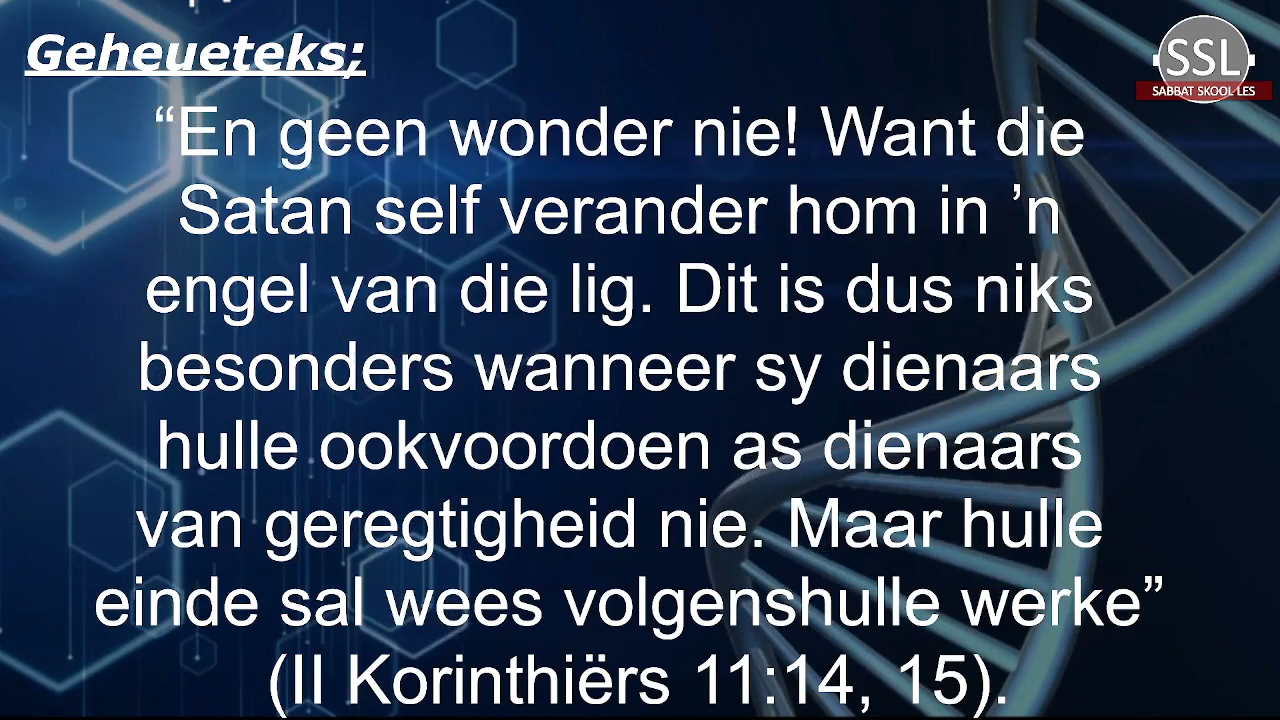 Geheueteks;
SSL
SABBAT SKOOL LES
“En geen wonder nie! Want die
Satan self verander hom in ’n
engel van die lig. Dit is dus niks
besonders wanneer sy dienaars
hulle ookvoordoen as dienaars
van geregtigheid nie. Maar hulle
einde sal wees volgenshulle werke”
(II Korinthiërs 11:14, 15).